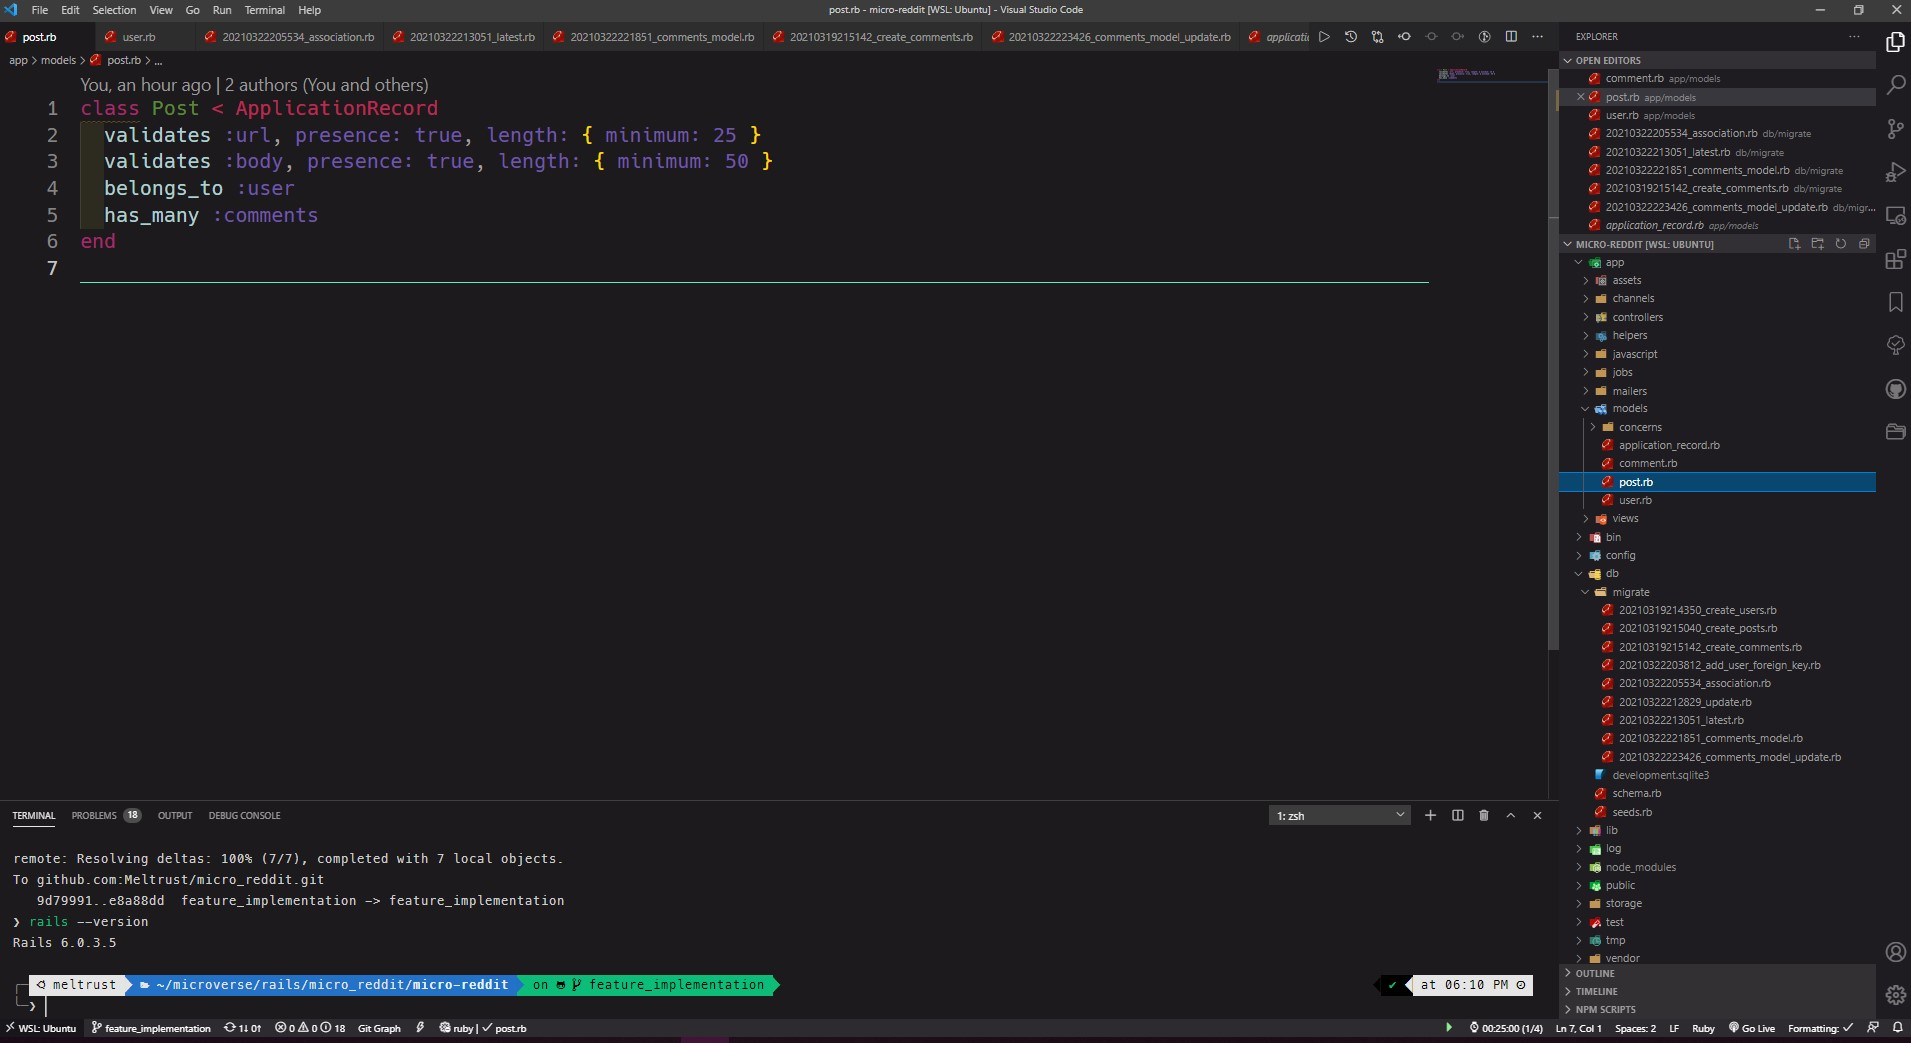 File Edit Selection View Go Run Terminal Help
post.rb - micro-reddit [WSL: Ubuntu] - Visual Studio Code
post.rb
user.rb
20210322205534_association.rb
20210322213051_latest.rb
20210322221851_comments_model.rb
20210319215142_create_comments.rb
20210322223426_comments_model_update.rb
applicati
app > models > post.rb > ...
You, an hour ago | 2 authors (You and others)
1 class Post < ApplicationRecord
2 validates :url, presence: true, length: { minimum: 25 }
3 validates :body, presence: true, length: { minimum: 50 }
4 belongs_to :user
5 has_many :comments
6 end
7
TERMINAL PROBLEMS 18 OUTPUT DEBUG CONSOLE
1: zsh
remote: Resolving deltas: 100% (7/7), completed with 7 local objects.
To github.com:Meltrust/micro_reddit.git
9d79991..e8a88dd feature_implementation -> feature_implementation
❯ rails --version
Rails 6.0.3.5
meltrust ~/microverse/rails/micro_reddit/micro-reddit on feature_implementation
✔ at 06:10 PM
❯
EXPLORER
OPEN EDITORS
comment.rb app/models
post.rb app/models
user.rb app/models
20210322205534_association.rb db/migrate
20210322213051_latest.rb db/migrate
20210322221851_comments_model.rb db/migrate
20210319215142_create_comments.rb db/migrate
20210322223426_comments_model_update.rb db/migr...
application_record.rb app/models
MICRO-REDDIT [WSL: UBUNTU]
app
assets
channels
controllers
helpers
javascript
jobs
mailers
models
concerns
application_record.rb
comment.rb
post.rb
user.rb
views
bin
config
db
migrate
20210319214350_create_users.rb
20210319215040_create_posts.rb
20210319215142_create_comments.rb
20210322203812_add_user_foreign_key.rb
20210322205534_association.rb
20210322212829_update.rb
20210322213051_latest.rb
20210322221851_comments_model.rb
20210322223426_comments_model_update.rb
development.sqlite3
schema.rb
seeds.rb
lib
log
node_modules
public
storage
test
tmp
vendor
OUTLINE
TIMELINE
NPM SCRIPTS
WSL: Ubuntu feature_implementation 1↓ 0↑ 0 0 18 Git Graph ruby | ✓ post.rb
00:25:00 (1/4) Ln 7, Col 1 Spaces: 2 LF Ruby Go Live Formatting: ✓